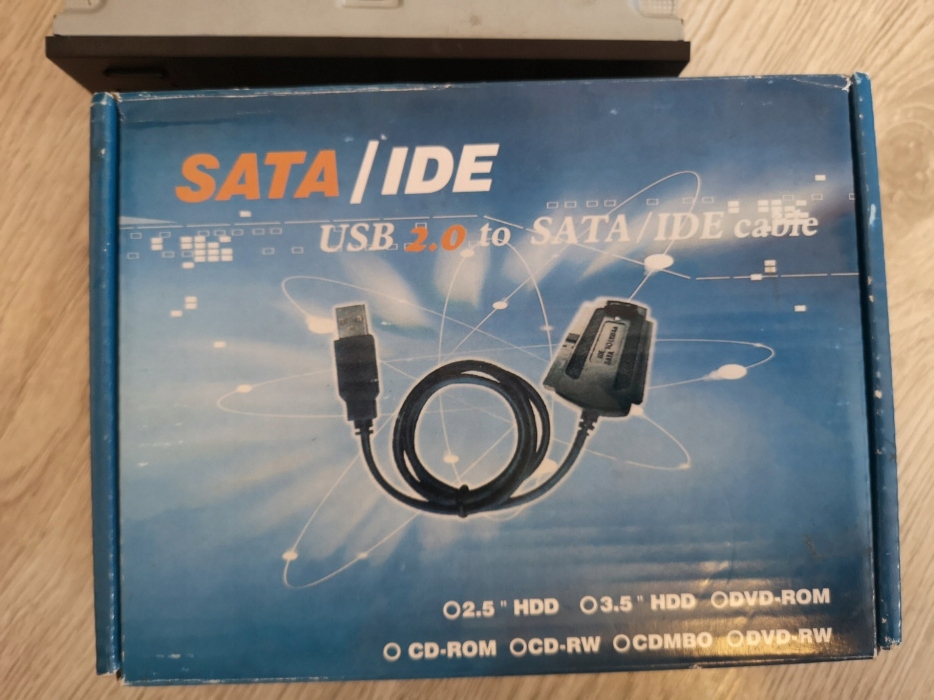 SATA/IDE
USB 2.0 to SATA/IDE cable
2.5" HDD 3.5" HDD DVD-ROM
CD-ROM CD-RW CDMBO DVD-RW